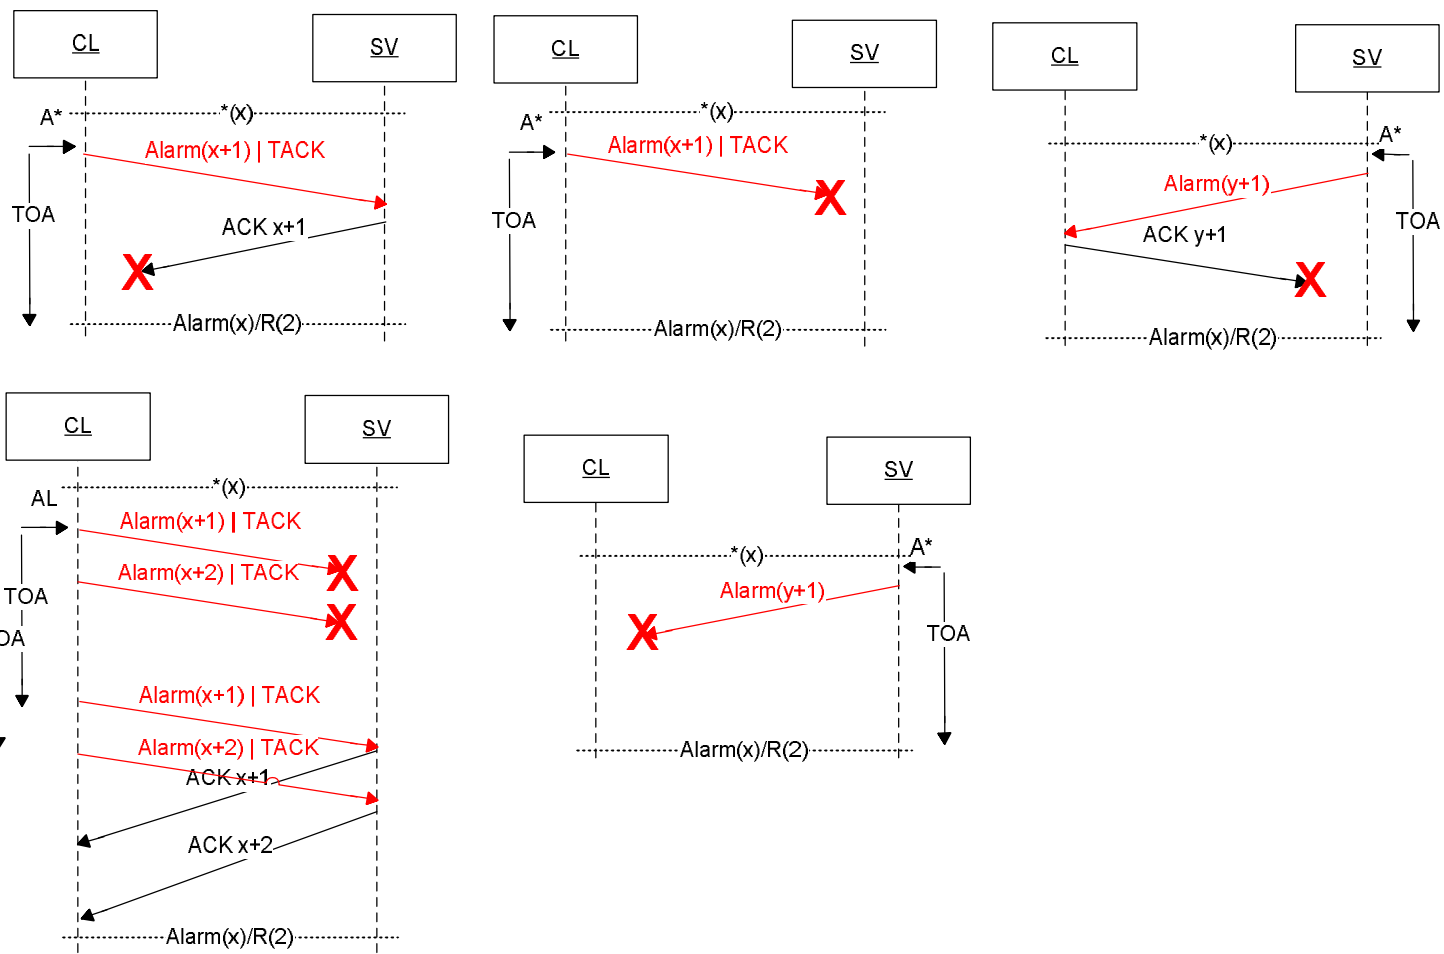 CL
SV
*(x)
A*
Alarm(x+1) | TACK
TOA
ACK x+1
X
Alarm(x)/R(2)
CL
SV
*(x)
A*
Alarm(x+1) | TACK
X
TOA
Alarm(x)/R(2)
CL
SV
*(x)
A*
Alarm(y+1)
TOA
ACK y+1
X
Alarm(x)/R(2)
CL
SV
*(x)
AL
Alarm(x+1) | TACK
X
Alarm(x+2) | TACK
TOA
X
OA
Alarm(x+1) | TACK
Alarm(x+2) | TACK
ACK x+1
ACK x+2
Alarm(x)/R(2)
CL
SV
*(x)
A*
Alarm(y+1)
X
TOA
Alarm(x)/R(2)